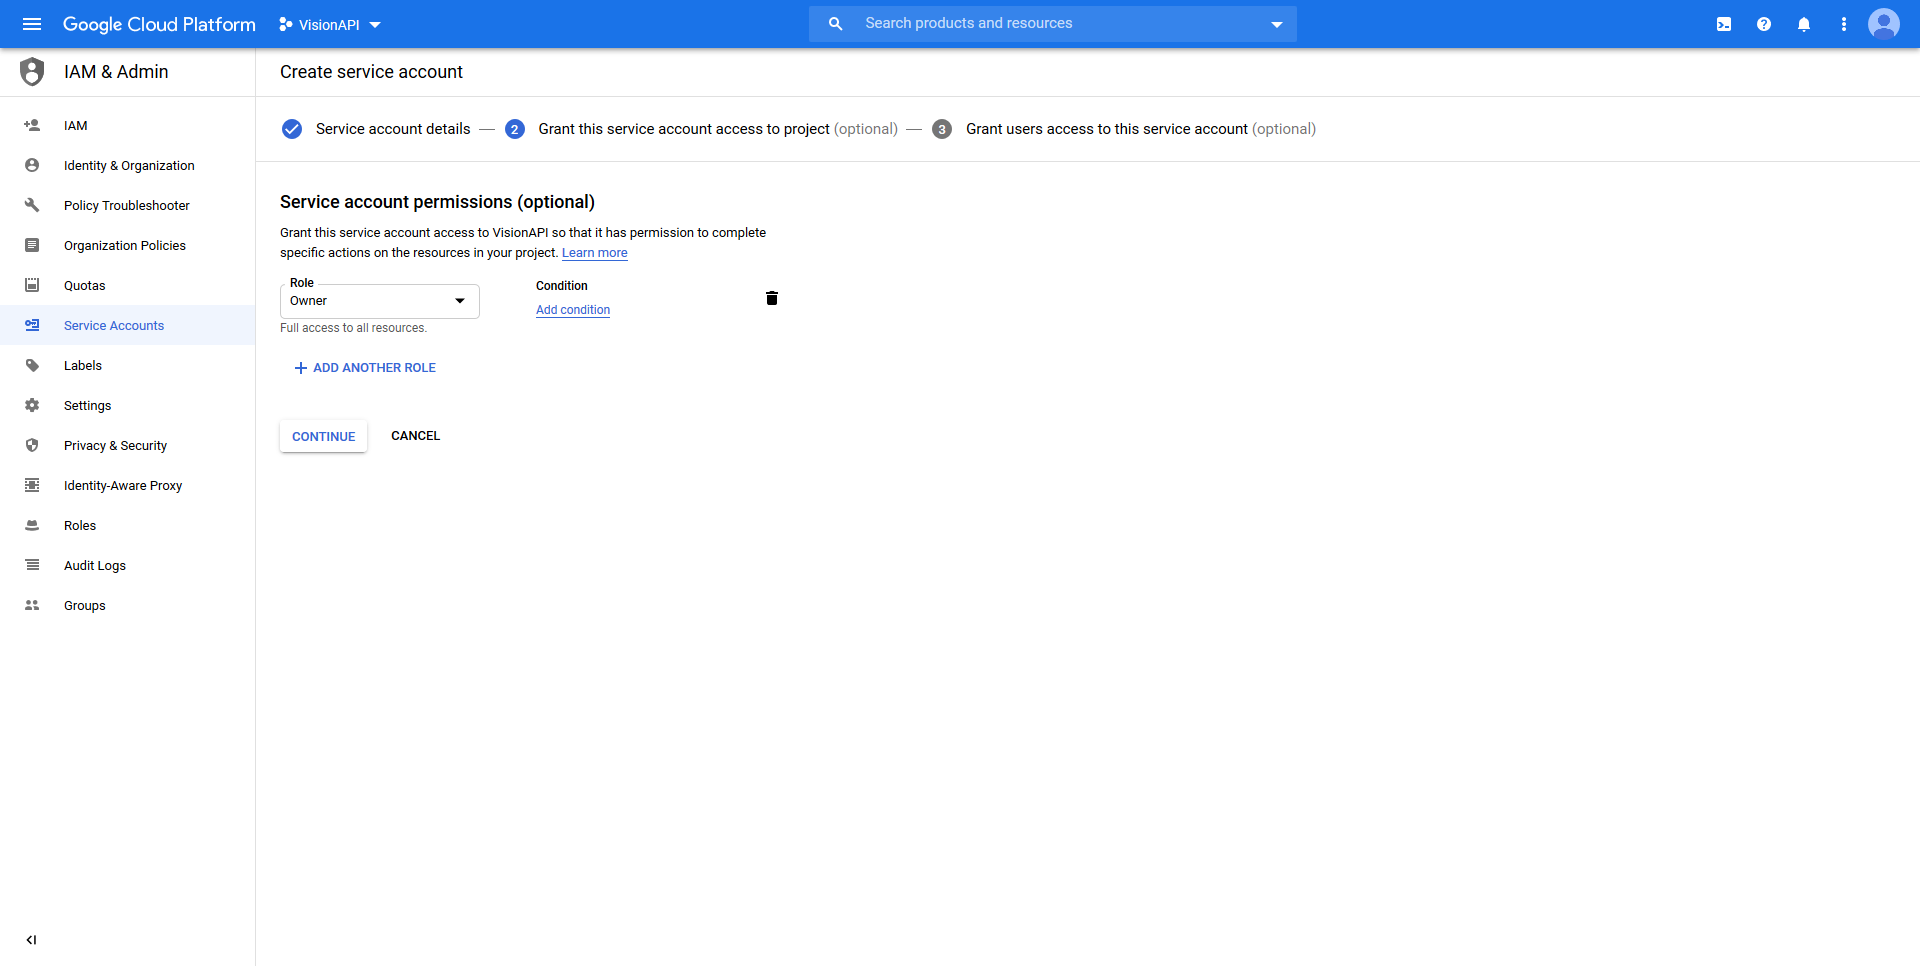 Google Cloud Platform
VisionAPI
Search products and resources
IAM & Admin
Create service account
IAM
Identity & Organization
Policy Troubleshooter
Organization Policies
Quotas
Service Accounts
Labels
Settings
Privacy & Security
Identity-Aware Proxy
Roles
Audit Logs
Groups
Service account details — 2 Grant this service account access to project (optional) — 3 Grant users access to this service account (optional)
Service account permissions (optional)
Grant this service account access to VisionAPI so that it has permission to complete
specific actions on the resources in your project. Learn more
Role
Owner
Full access to all resources.
Condition
Add condition
ADD ANOTHER ROLE
CONTINUE
CANCEL